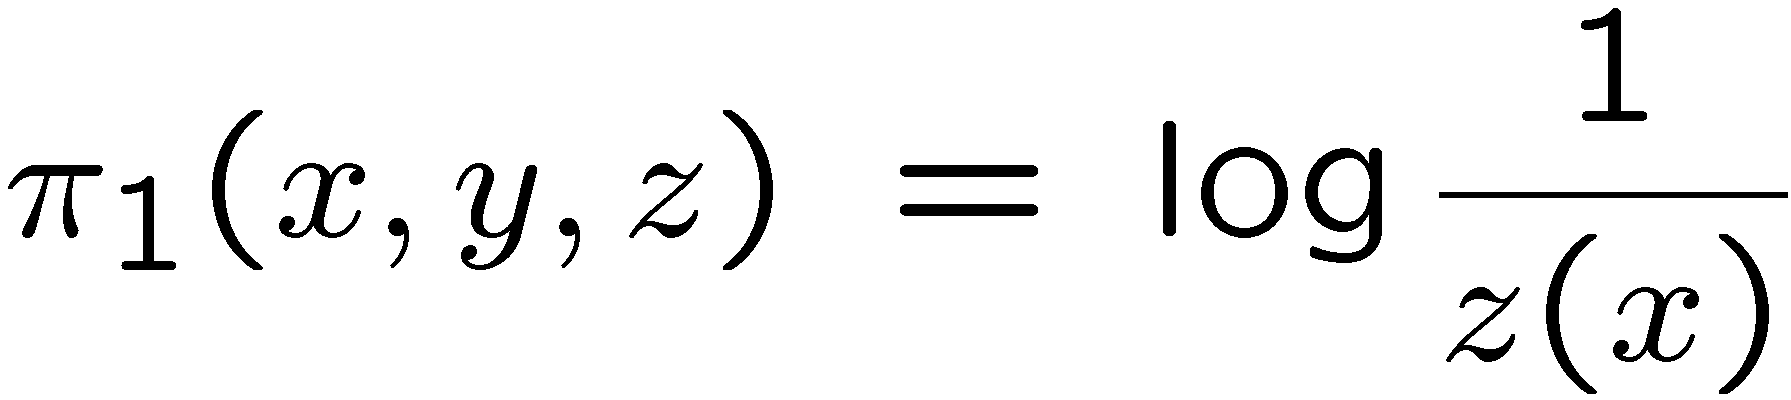 π₁(x, y, z) = log 1/z(x)